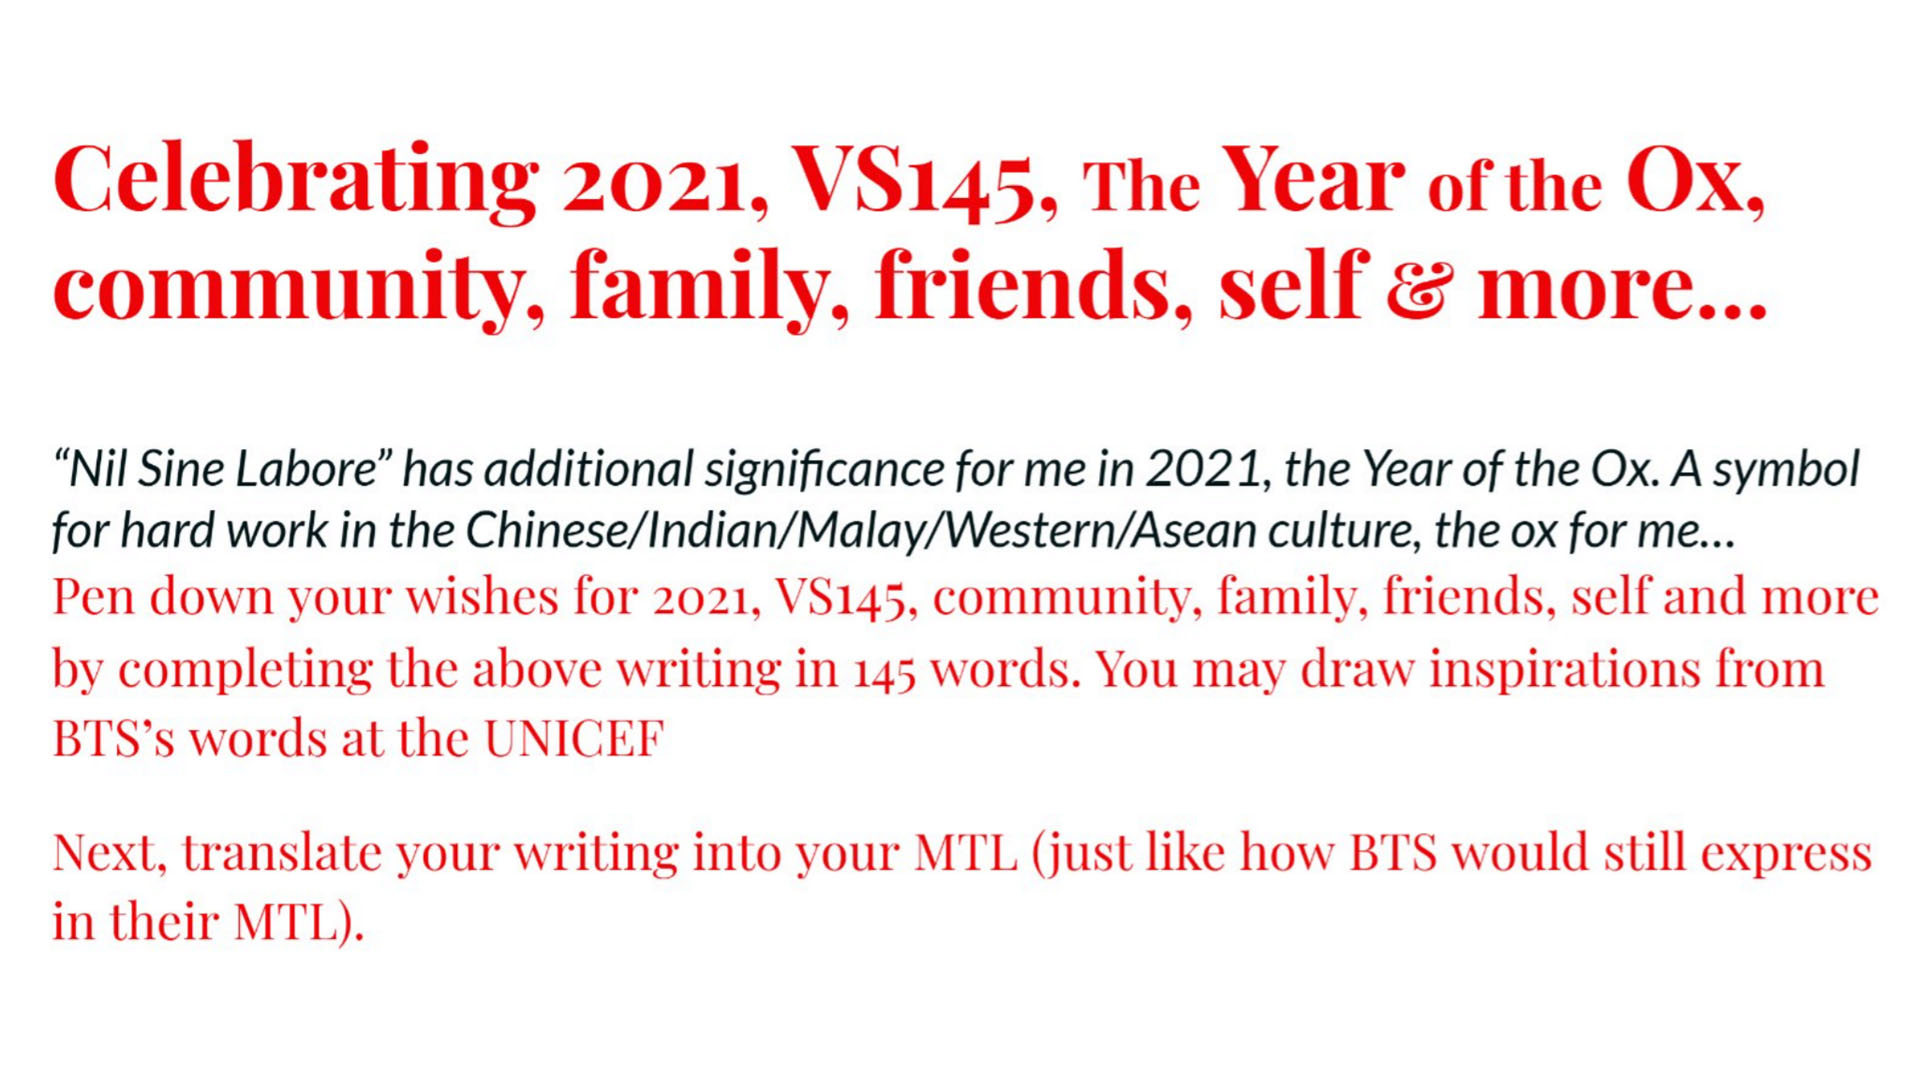 Celebrating 2021, VS145, The Year of the Ox,
community, family, friends, self & more...
“Nil Sine Labore” has additional significance for me in 2021, the Year of the Ox. A symbol
for hard work in the Chinese/Indian/Malay/Western/Asean culture, the ox for me...
Pen down your wishes for 2021, VS145, community, family, friends, self and more
by completing the above writing in 145 words. You may draw inspirations from
BTS’s words at the UNICEF
Next, translate your writing into your MTL (just like how BTS would still express
in their MTL).